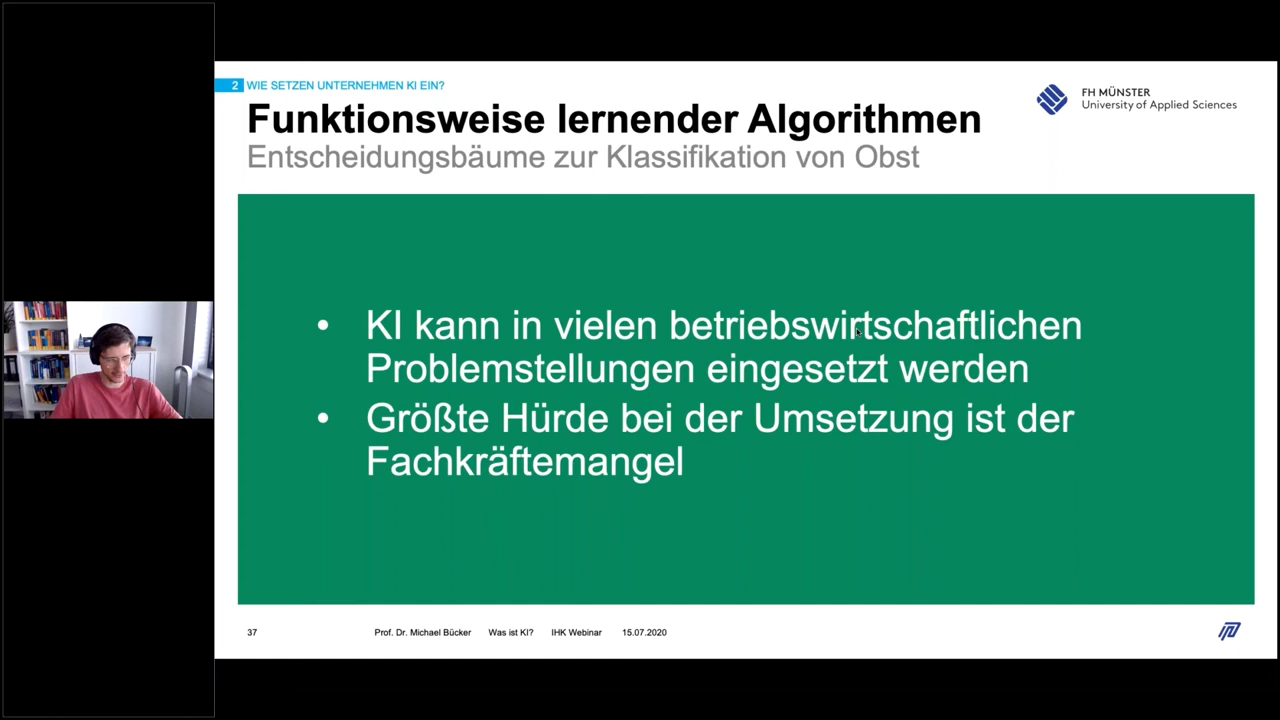 2 WIE SETZEN UNTERNEHMEN KI EIN?
Funktionsweise lernender Algorithmen
Entscheidungsbäume zur Klassifikation von Obst
FH MÜNSTER
University of Applied Sciences
• KI kann in vielen betriebswirtschaftlichen
Problemstellungen eingesetzt werden
• Größte Hürde bei der Umsetzung ist der
Fachkräftemangel
37 Prof. Dr. Michael Bücker Was ist KI? IHK Webinar 15.07.2020